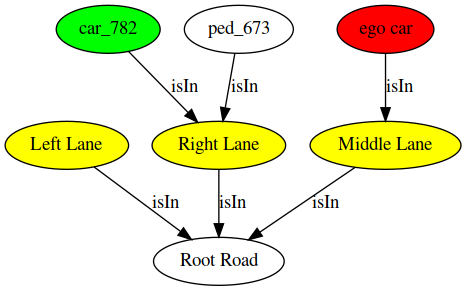 car_782
ped_673
ego car
isIn
isIn
isIn
Left Lane
Right Lane
Middle Lane
isIn
isIn
isIn
Root Road